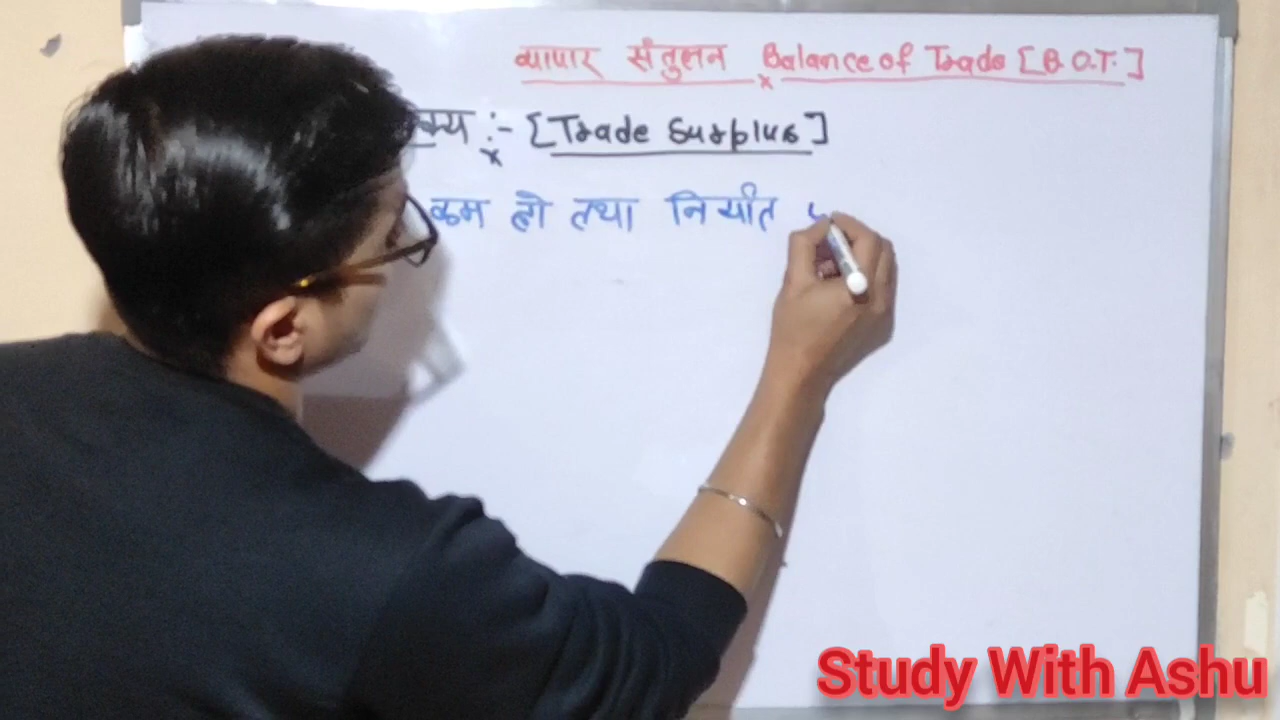 व्यापार संतुलन Balance of Trade [B.O.T.]
:- [Trade Surplus]
कम हो तथा निर्यात
Study With Ashu